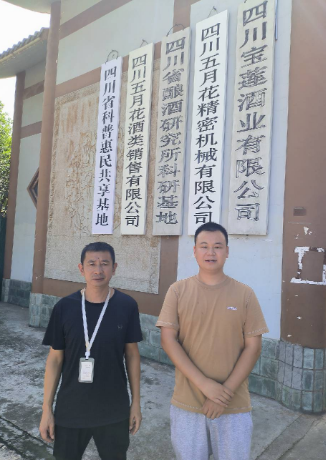 四川省科普惠民共享基地
四川五月花酒类销售有限公司
四川省酿酒研究所科研基地
四川五月花精密机械有限公司
四川宝莲酒业有限公司